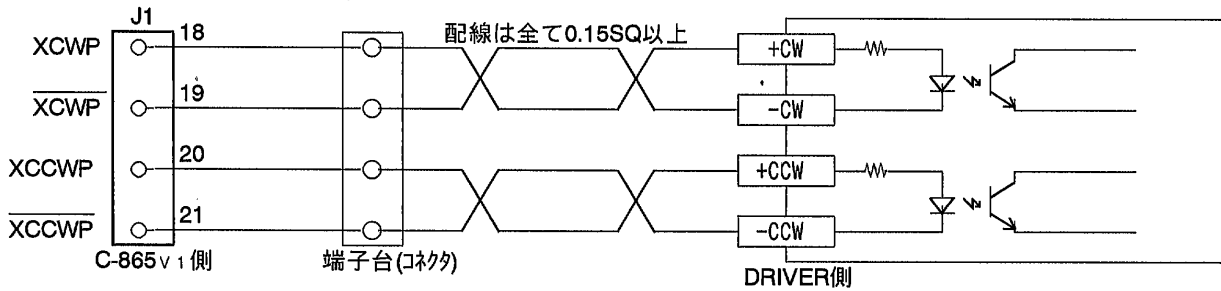 J1
配線は全て0.15SQ以上
XCWP
18
+CW
X̅C̅W̅P̅
19
-CW
XCCWP
20
+CCW
X̅C̅C̅W̅P̅
21
-CCW
C-865V1側
端子台(コネクタ)
DRIVER側